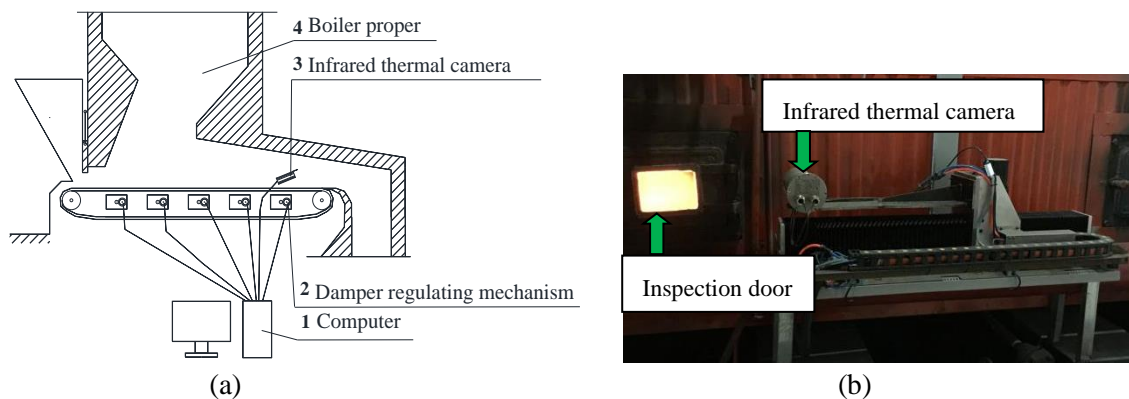 4 Boiler proper
3 Infrared thermal camera
2 Damper regulating mechanism
1 Computer
(a)
Infrared thermal camera
Inspection door
(b)